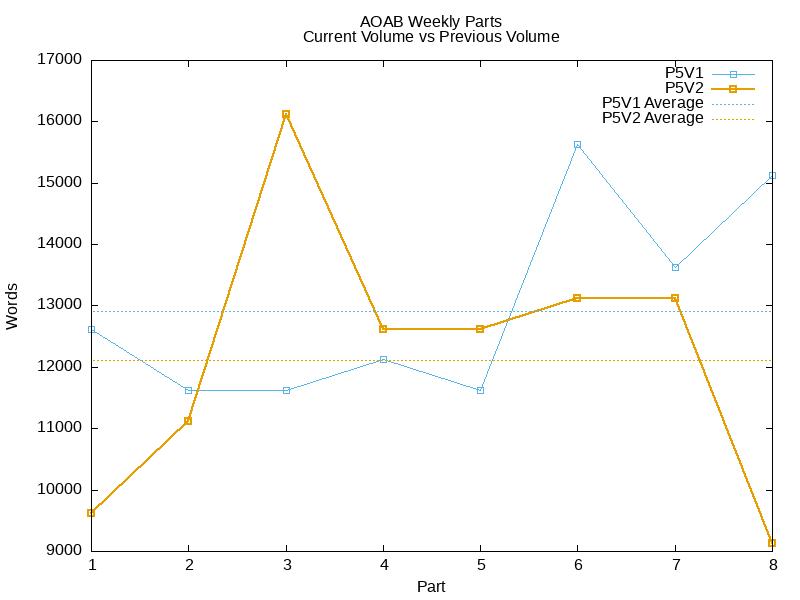 AOAB Weekly Parts
Current Volume vs Previous Volume
17000
16000
15000
14000
13000
12000
11000
10000
9000
Words
P5V1
P5V2
P5V1 Average
P5V2 Average
1 2 3 4 5 6 7 8
Part